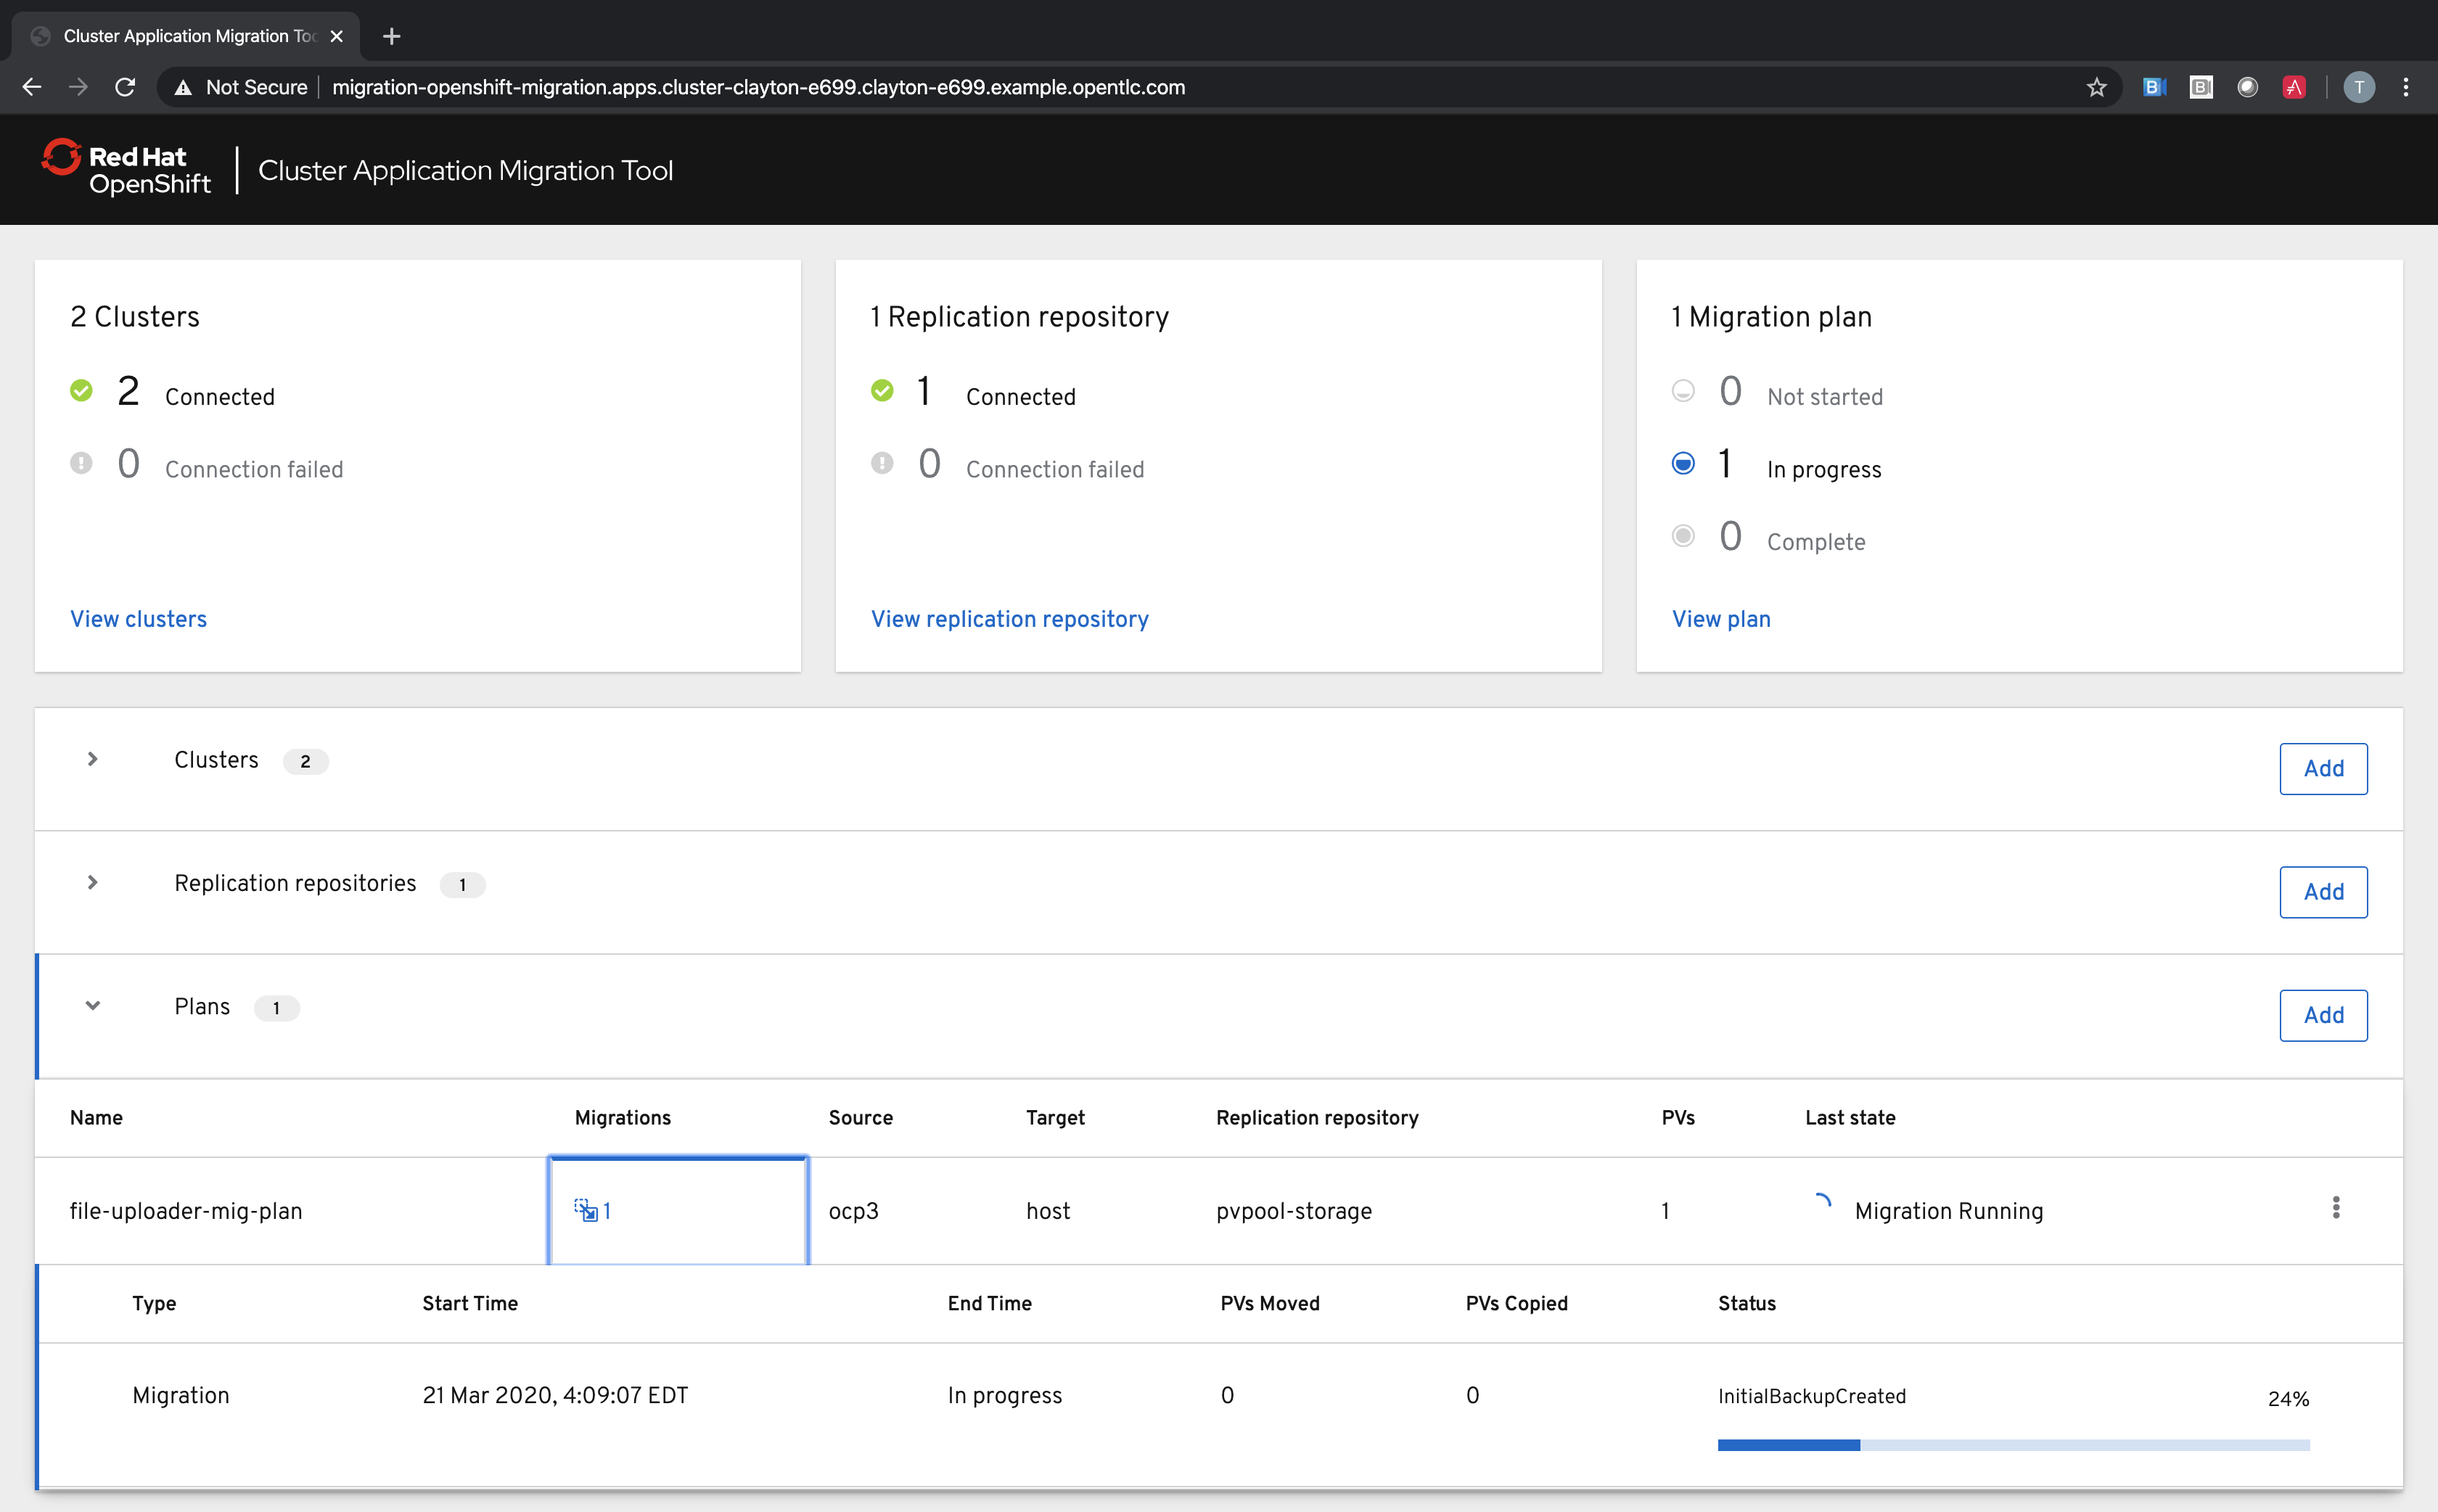 Cluster Application Migration Too
Not Secure migration-openshift-migration.apps.cluster-clayton-e699.clayton-e699.example.opentlc.com
B B T
Red Hat
OpenShift
Cluster Application Migration Tool
2 Clusters
2 Connected
0 Connection failed
View clusters
1 Replication repository
1 Connected
0 Connection failed
View replication repository
1 Migration plan
0 Not started
1 In progress
0 Complete
View plan
Clusters 2 Add
Replication repositories 1 Add
Plans 1 Add
Name Migrations Source Target Replication repository PVs Last state
file-uploader-mig-plan 1 ocp3 host pvpool-storage 1 Migration Running
Type Start Time End Time PVs Moved PVs Copied Status
Migration 21 Mar 2020, 4:09:07 EDT In progress 0 0 InitialBackupCreated 24%